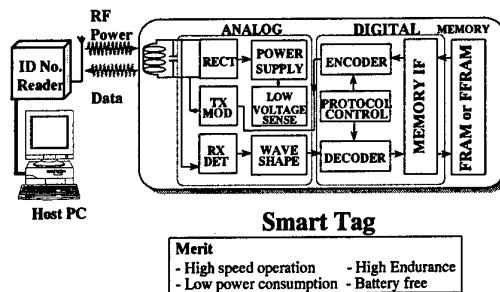 RF
Power
ID No.
Reader
Data
Host PC
ANALOG
DIGITAL
MEMORY
RECT
POWER
SUPPLY
ENCODER
TX
MOD
LOW
VOLTAGE
SENSE
PROTOCOL
CONTROL
RX
DET
WAVE
SHAPE
DECODER
MEMORY IF
FRAM or FFRAM
Smart Tag
Merit
- High speed operation - High Endurance
- Low power consumption - Battery free